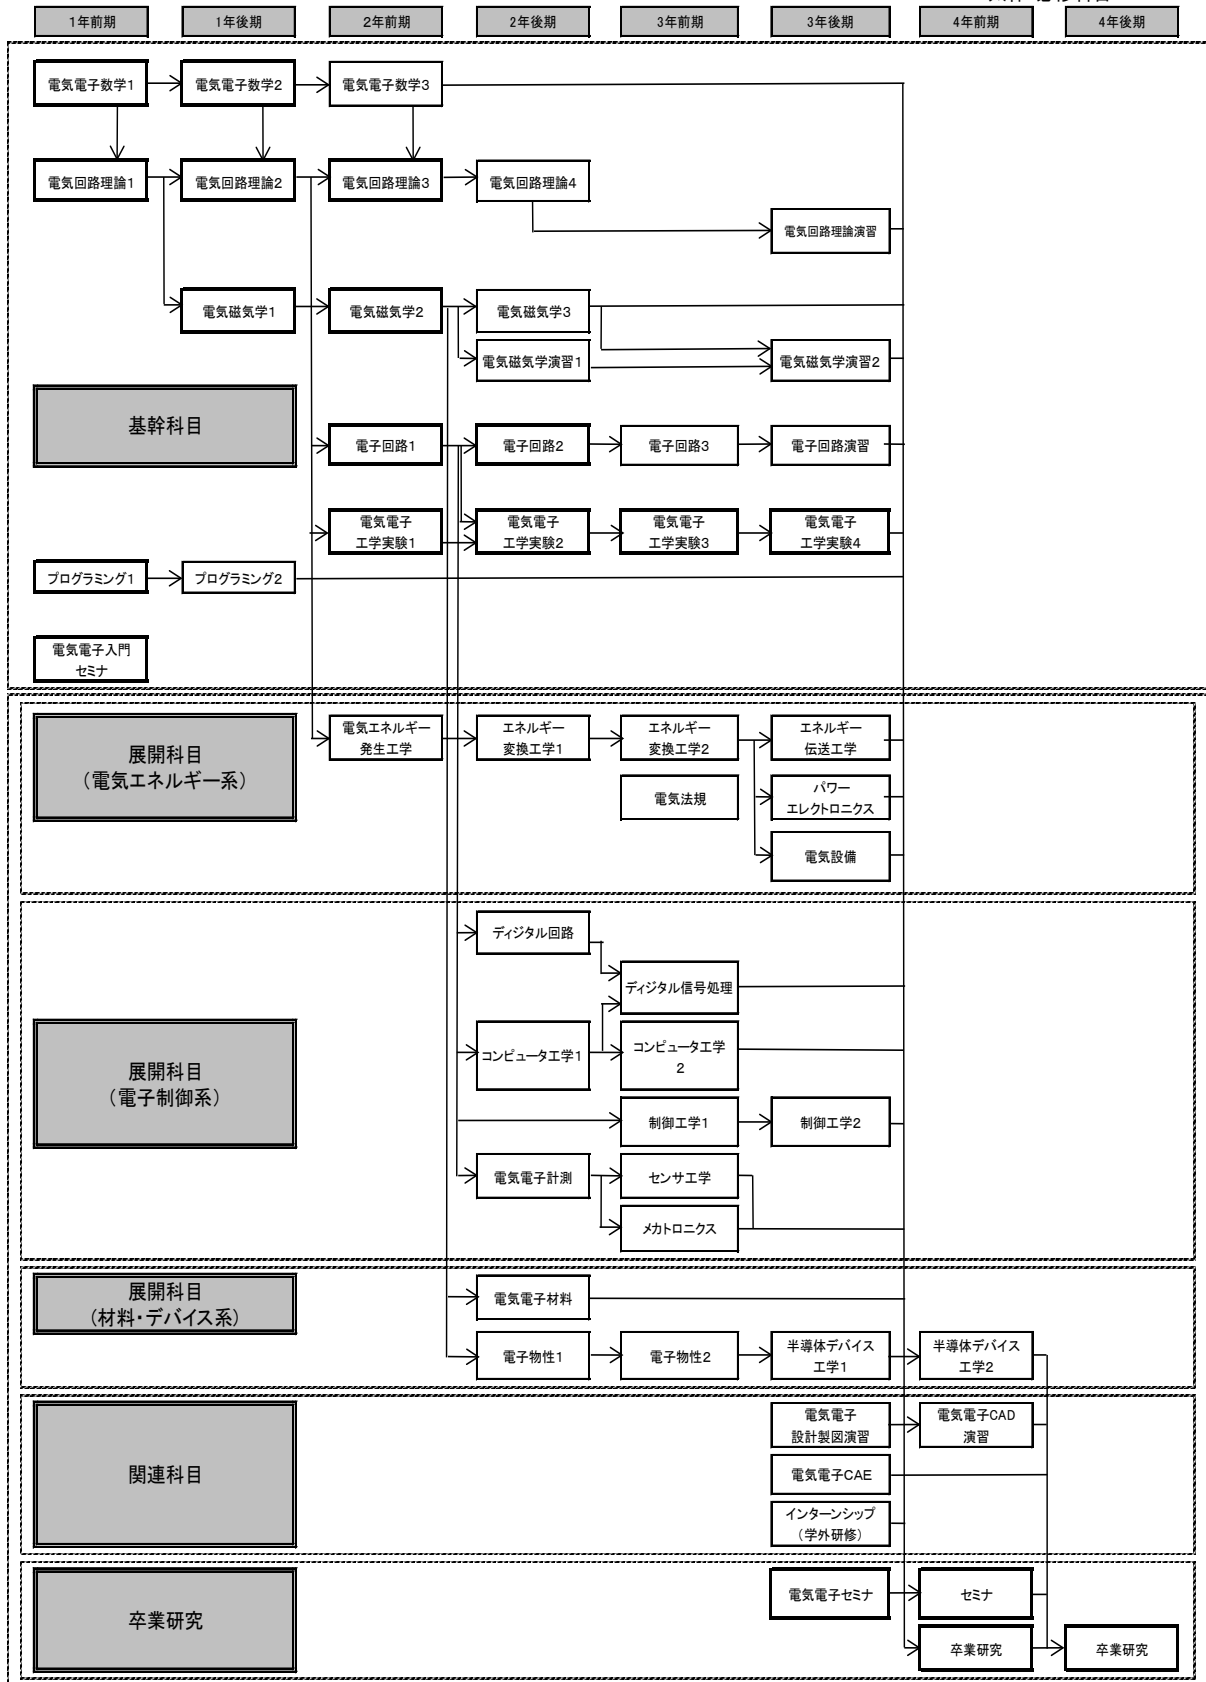 1年前期
1年後期
2年前期
2年後期
3年前期
3年後期
4年前期
4年後期
電気電子数学1
電気電子数学2
電気電子数学3
電気回路理論1
電気回路理論2
電気回路理論3
電気回路理論4
電気回路理論演習
電気磁気学1
電気磁気学2
電気磁気学3
電気磁気学演習1
電気磁気学演習2
基幹科目
電子回路1
電子回路2
電子回路3
電子回路演習
電気電子
工学実験1
電気電子
工学実験2
電気電子
工学実験3
電気電子
工学実験4
プログラミング1
プログラミング2
電気電子入門
セミナ
展開科目
（電気エネルギー系）
電気エネルギー
発生工学
エネルギー
変換工学1
エネルギー
変換工学2
エネルギー
伝送工学
電気法規
パワー
エレクトロニクス
電気設備
展開科目
（電子制御系）
ディジタル回路
ディジタル信号処理
コンピュータ工学1
コンピュータ工学
2
制御工学1
制御工学2
電気電子計測
センサ工学
メカトロニクス
展開科目
（材料・デバイス系）
電気電子材料
電子物性1
電子物性2
半導体デバイス
工学1
半導体デバイス
工学2
関連科目
電気電子
設計製図演習
電気電子CAD
演習
電気電子CAE
インターンシップ
（学外研修）
卒業研究
電気電子セミナ
セミナ
卒業研究
卒業研究